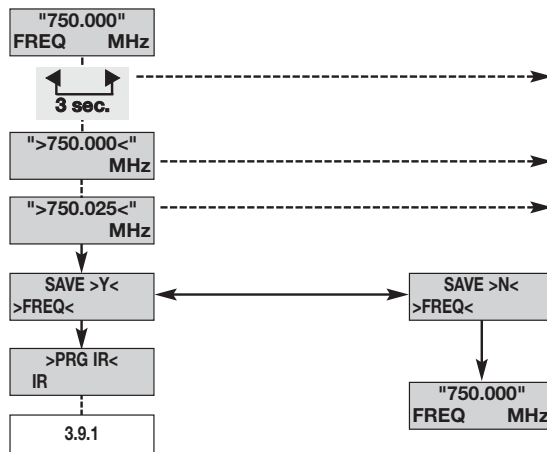 "750.000"
FREQ MHz
3 sec.
">750.000<"
MHz
">750.025<"
MHz
SAVE >Y<
>FREQ<
SAVE >N<
>FREQ<
>PRG IR<
IR
"750.000"
FREQ MHz
3.9.1